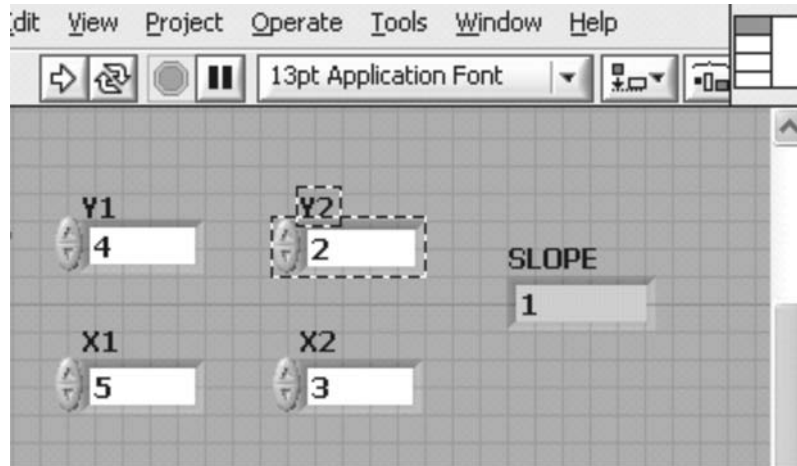 dit View Project Operate Tools Window Help
13pt Application Font
Y1 Y2
4 2
SLOPE
1
X1 X2
5 3